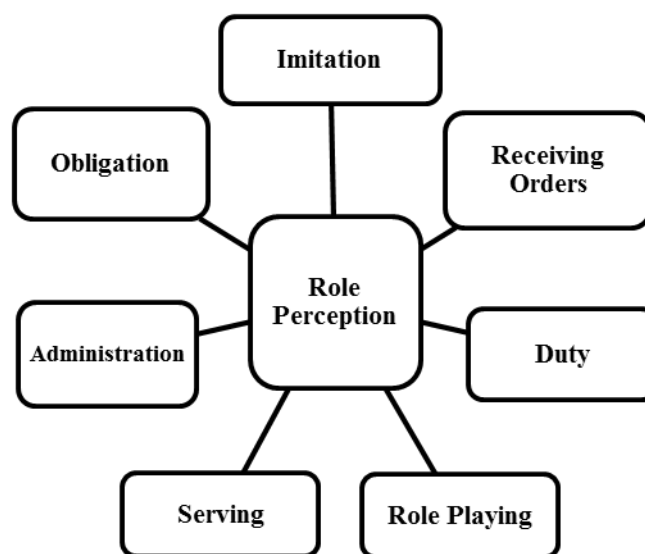 Imitation
Obligation
Receiving
Orders
Role
Perception
Administration
Duty
Serving
Role Playing